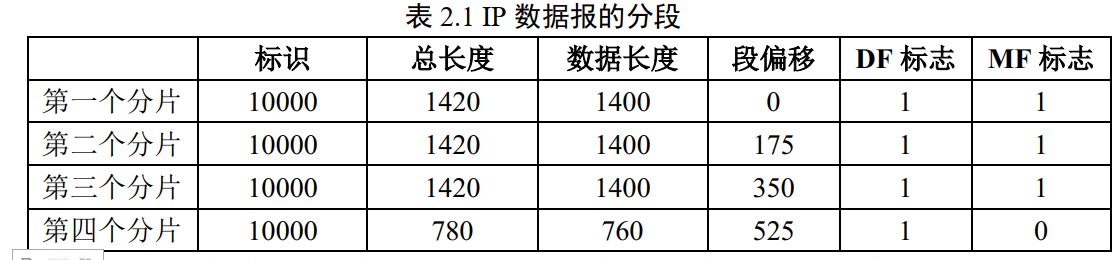 表 2.1 IP 数据报的分段
标识 总长度 数据长度 段偏移 DF 标志 MF 标志
第一个分片 10000 1420 1400 0 1 1
第二个分片 10000 1420 1400 175 1 1
第三个分片 10000 1420 1400 350 1 1
第四个分片 10000 780 760 525 1 0